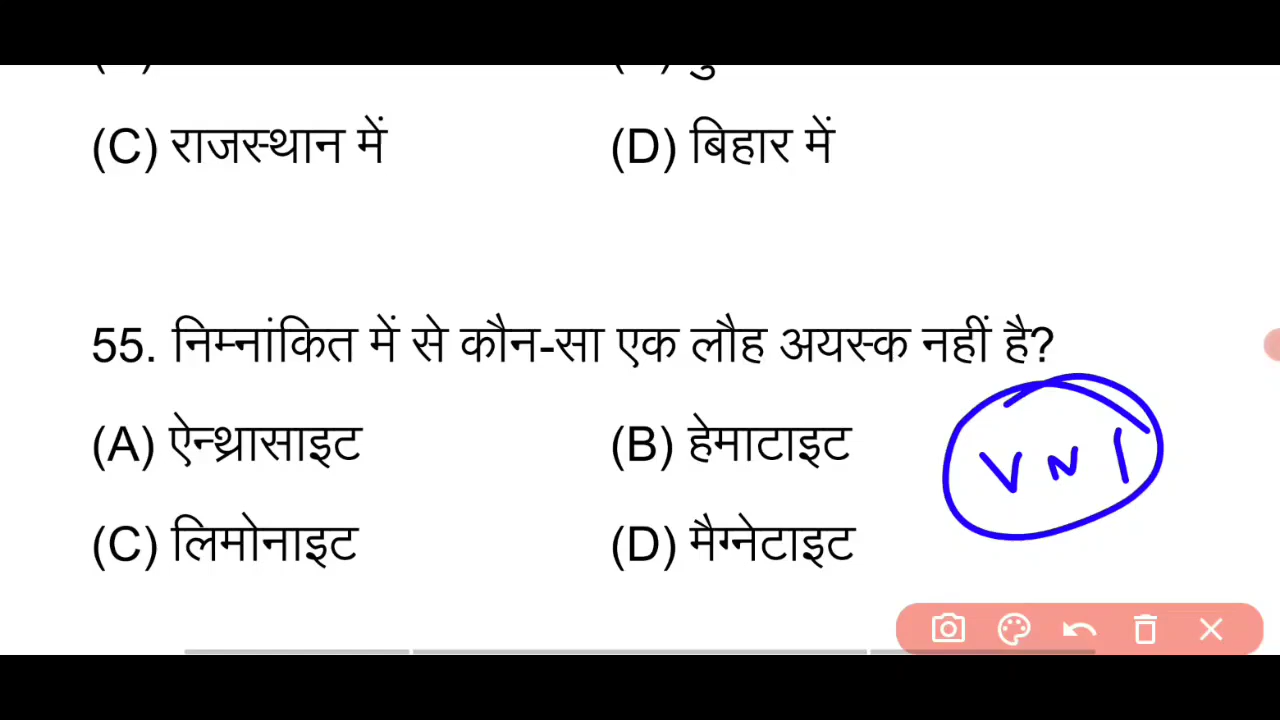 (C) राजस्थान में (D) बिहार में
55. निम्नांकित में से कौन-सा एक लौह अयस्क नहीं है?
(A) ऐन्थ्रासाइट (B) हेमाटाइट
V N I
(C) लिमोनाइट (D) मैग्नेटाइट